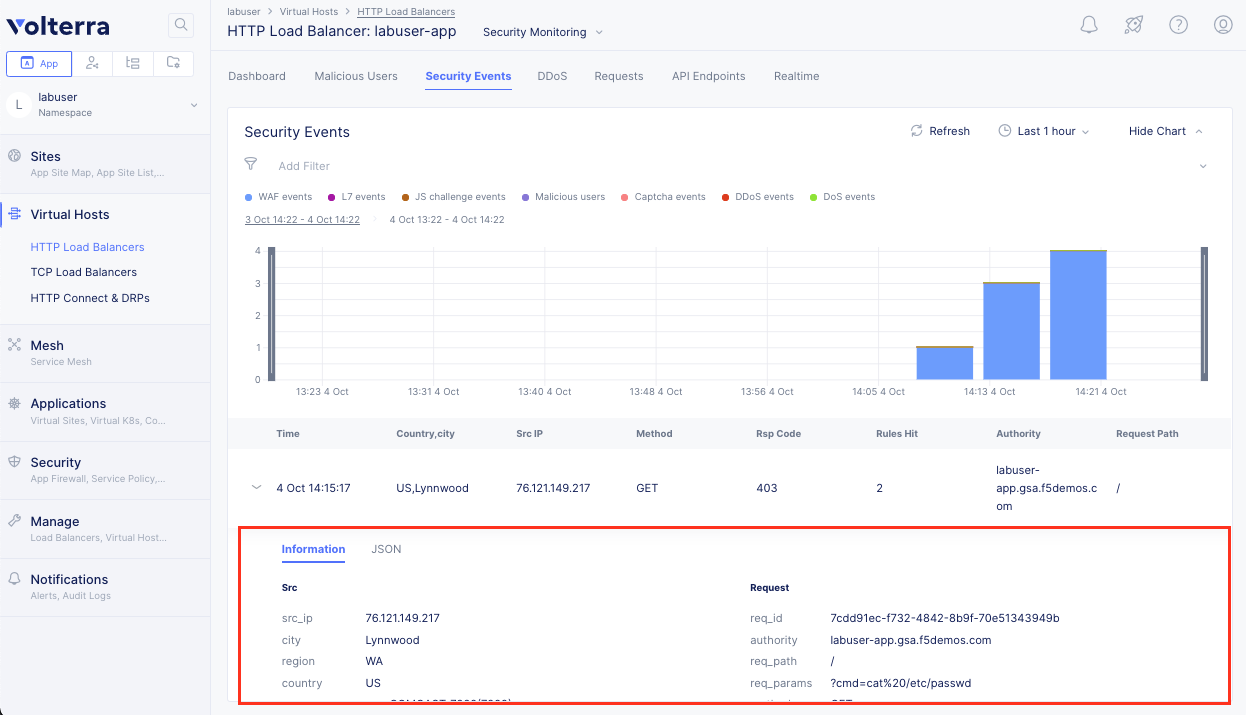 Volterra
App
L
labuser
Namespace
Sites
App Site Map, App Site List,...
Virtual Hosts
HTTP Load Balancers
TCP Load Balancers
HTTP Connect & DRPs
Mesh
Service Mesh
Applications
Virtual Sites, Virtual K8s, Co...
Security
App Firewall, Service Policy,...
Manage
Load Balancers, Virtual Host...
Notifications
Alerts, Audit Logs
labuser > Virtual Hosts > HTTP Load Balancers
HTTP Load Balancer: labuser-app Security Monitoring
Dashboard Malicious Users Security Events DDoS Requests API Endpoints Realtime
Security Events Refresh Last 1 hour Hide Chart
Add Filter
WAF events L7 events JS challenge events Malicious users Captcha events DDoS events DoS events
3 Oct 14:22 - 4 Oct 14:22 4 Oct 13:22 - 4 Oct 14:22
4
3
2
1
0
13:23 4 Oct 13:31 4 Oct 13:40 4 Oct 13:48 4 Oct 13:56 4 Oct 14:05 4 Oct 14:13 4 Oct 14:21 4 Oct
Time Country,city Src IP Method Rsp Code Rules Hit Authority Request Path
4 Oct 14:15:17 US,Lynnwood 76.121.149.217 GET 403 2 labuser-
app.gsa.f5demos.c /
om
Information JSON
Src Request
src_ip 76.121.149.217 req_id 7cdd91ec-f732-4842-8b9f-70e51343949b
city Lynnwood authority labuser-app.gsa.f5demos.com
region WA req_path /
country US req_params ?cmd=cat%20/etc/passwd